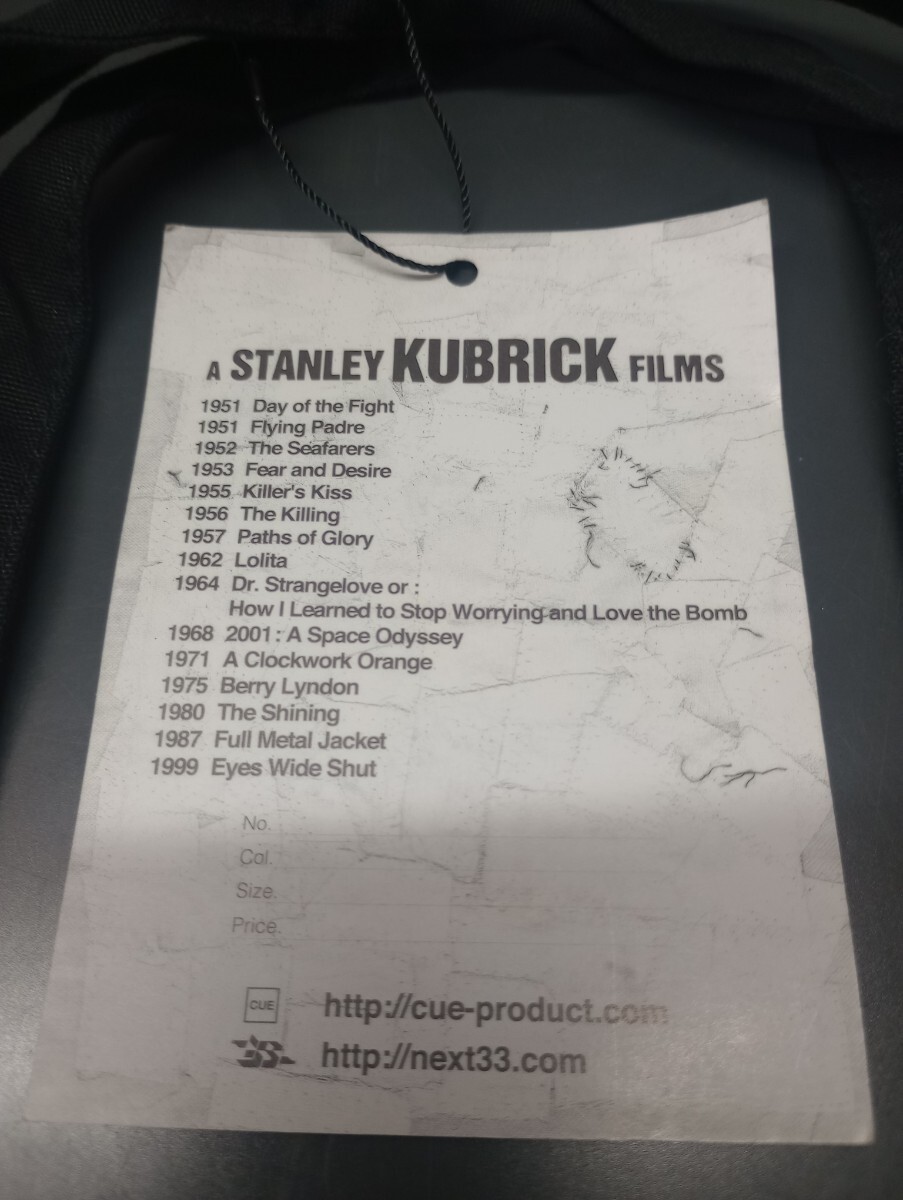 A STANLEY KUBRICK FILMS
1951 Day of the Fight
1951 Flying Padre
1952 The Seafarers
1953 Fear and Desire
1955 Killer's Kiss
1956 The Killing
1957 Paths of Glory
1962 Lolita
1964 Dr. Strangelove or :
How I Learned to Stop Worrying and Love the Bomb
1968 2001 : A Space Odyssey
1971 A Clockwork Orange
1975 Berry Lyndon
1980 The Shining
1987 Full Metal Jacket
1999 Eyes Wide Shut
No.
Col.
Size.
Price.
CUE http://cue-product.com
33 http://next33.com